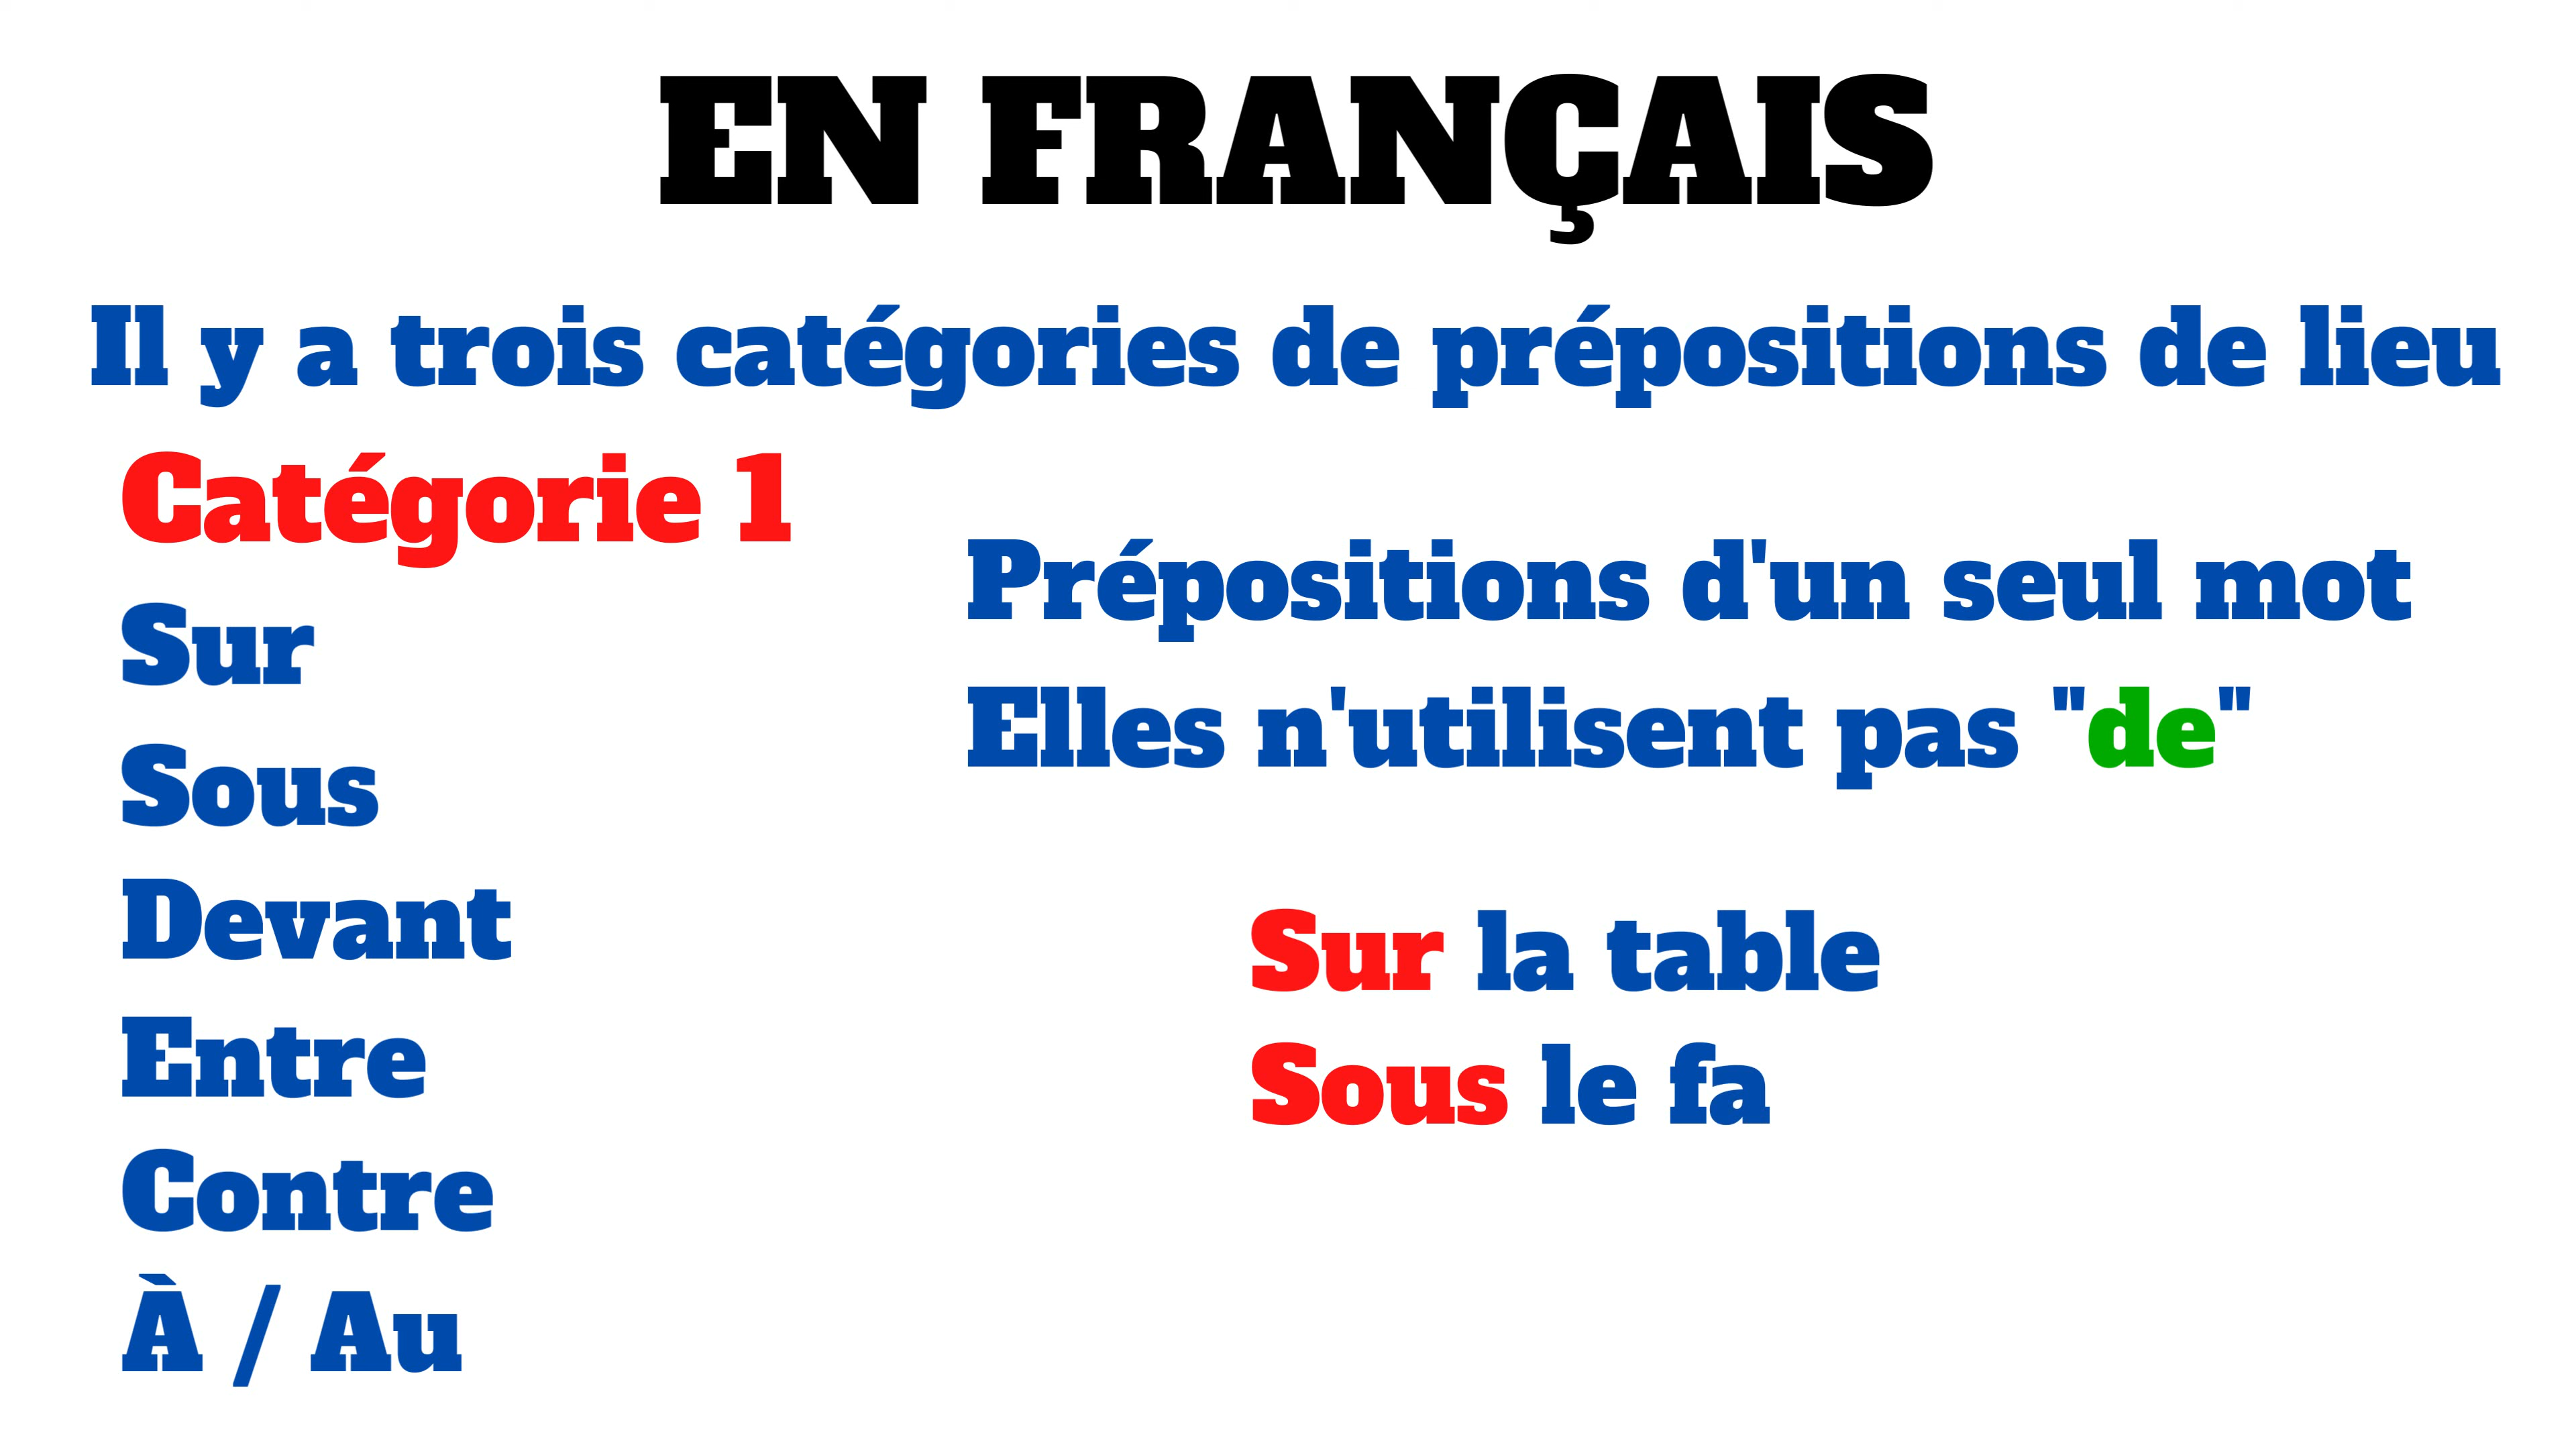 EN FRANÇAIS
Il y a trois catégories de prépositions de lieu
Catégorie 1
Sur
Sous
Devant
Entre
Contre
À / Au
Prépositions d'un seul mot
Elles n'utilisent pas "de"
Sur la table
Sous le fa